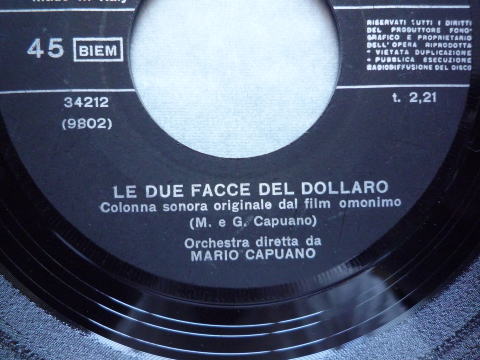 Made in Italy
45 BIEM
RISERVATI TUTTI I DIRITTI
DEL PRODUTTORE FONO-
GRAFICO E PROPRIETARIO
DELL'OPERA RIPRODOTTA
• VIETATA DUPLICAZIONE
• PUBBLICA ESECUZIONE
RADIODIFFUSIONE DEL DISCO
34212
(9802)
t. 2,21
LE DUE FACCE DEL DOLLARO
Colonna sonora originale dal film omonimo
(M. e G. Capuano)
Orchestra diretta da
MARIO CAPUANO